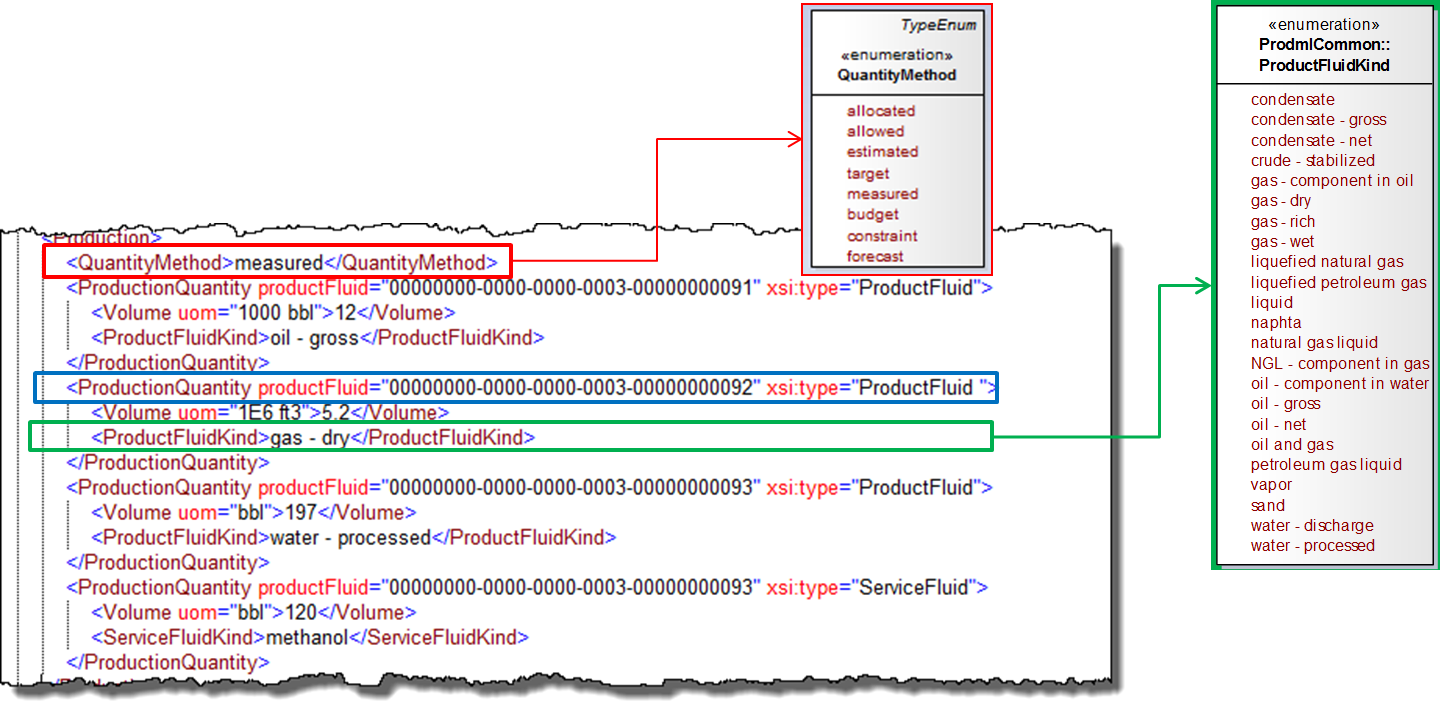 TypeEnum
«enumeration»
QuantityMethod
allocated
allowed
estimated
target
measured
budget
constraint
forecast
«enumeration»
ProdmlCommon::
ProductFluidKind
condensate
condensate - gross
condensate - net
crude - stabilized
gas - component in oil
gas - dry
gas - rich
gas - wet
liquefied natural gas
liquefied petroleum gas
liquid
naphta
natural gas liquid
NGL - component in gas
oil - component in water
oil - gross
oil - net
oil and gas
petroleum gas liquid
vapor
sand
water - discharge
water - processed
<Production>
<QuantityMethod>measured</QuantityMethod>
<ProductionQuantity productFluid="00000000-0000-0000-0003-00000000091" xsi:type="ProductFluid">
<Volume uom="1000 bbl">12</Volume>
<ProductFluidKind>oil - gross</ProductFluidKind>
</ProductionQuantity>
<ProductionQuantity productFluid="00000000-0000-0000-0003-00000000092" xsi:type="ProductFluid ">
<Volume uom="1E6 ft3">5.2</Volume>
<ProductFluidKind>gas - dry</ProductFluidKind>
</ProductionQuantity>
<ProductionQuantity productFluid="00000000-0000-0000-0003-00000000093" xsi:type="ProductFluid">
<Volume uom="bbl">197</Volume>
<ProductFluidKind>water - processed</ProductFluidKind>
</ProductionQuantity>
<ProductionQuantity productFluid="00000000-0000-0000-0003-00000000093" xsi:type="ServiceFluid">
<Volume uom="bbl">120</Volume>
<ServiceFluidKind>methanol</ServiceFluidKind>
</ProductionQuantity>